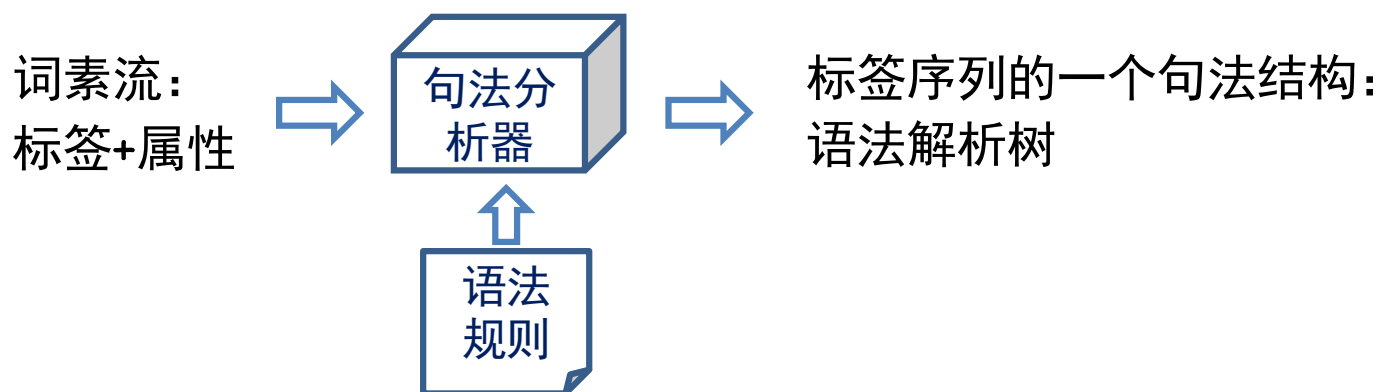 词素流：
标签+属性
句法分
析器
标签序列的一个句法结构：
语法解析树
语法
规则